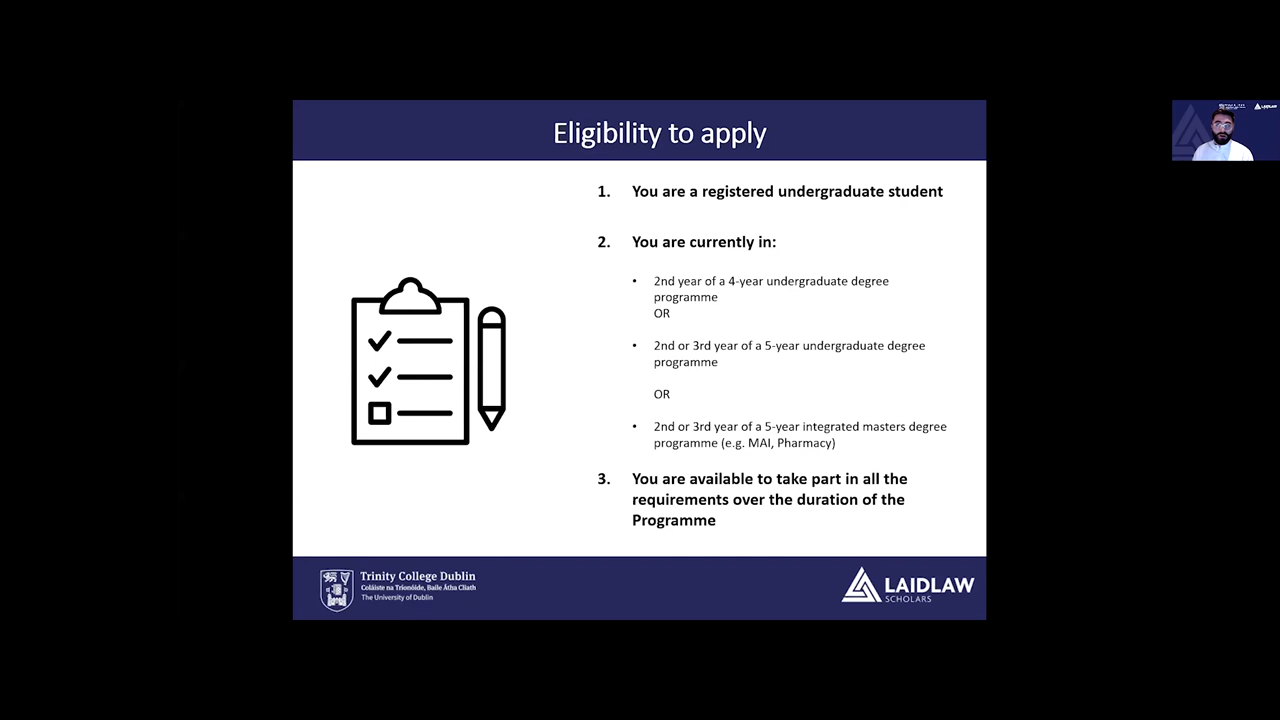 Eligibility to apply
1. You are a registered undergraduate student
2. You are currently in:
• 2nd year of a 4-year undergraduate degree
programme
OR
• 2nd or 3rd year of a 5-year undergraduate degree
programme
OR
• 2nd or 3rd year of a 5-year integrated masters degree
programme (e.g. MAI, Pharmacy)
3. You are available to take part in all the
requirements over the duration of the
Programme
Trinity College Dublin
Coláiste na Tríonóide, Baile Átha Cliath
The University of Dublin
LAIDLAW
SCHOLARS
LAIDLAW